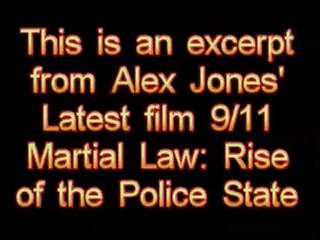 This is an excerpt
from Alex Jones'
Latest film 9/11
Martial Law: Rise
of the Police State